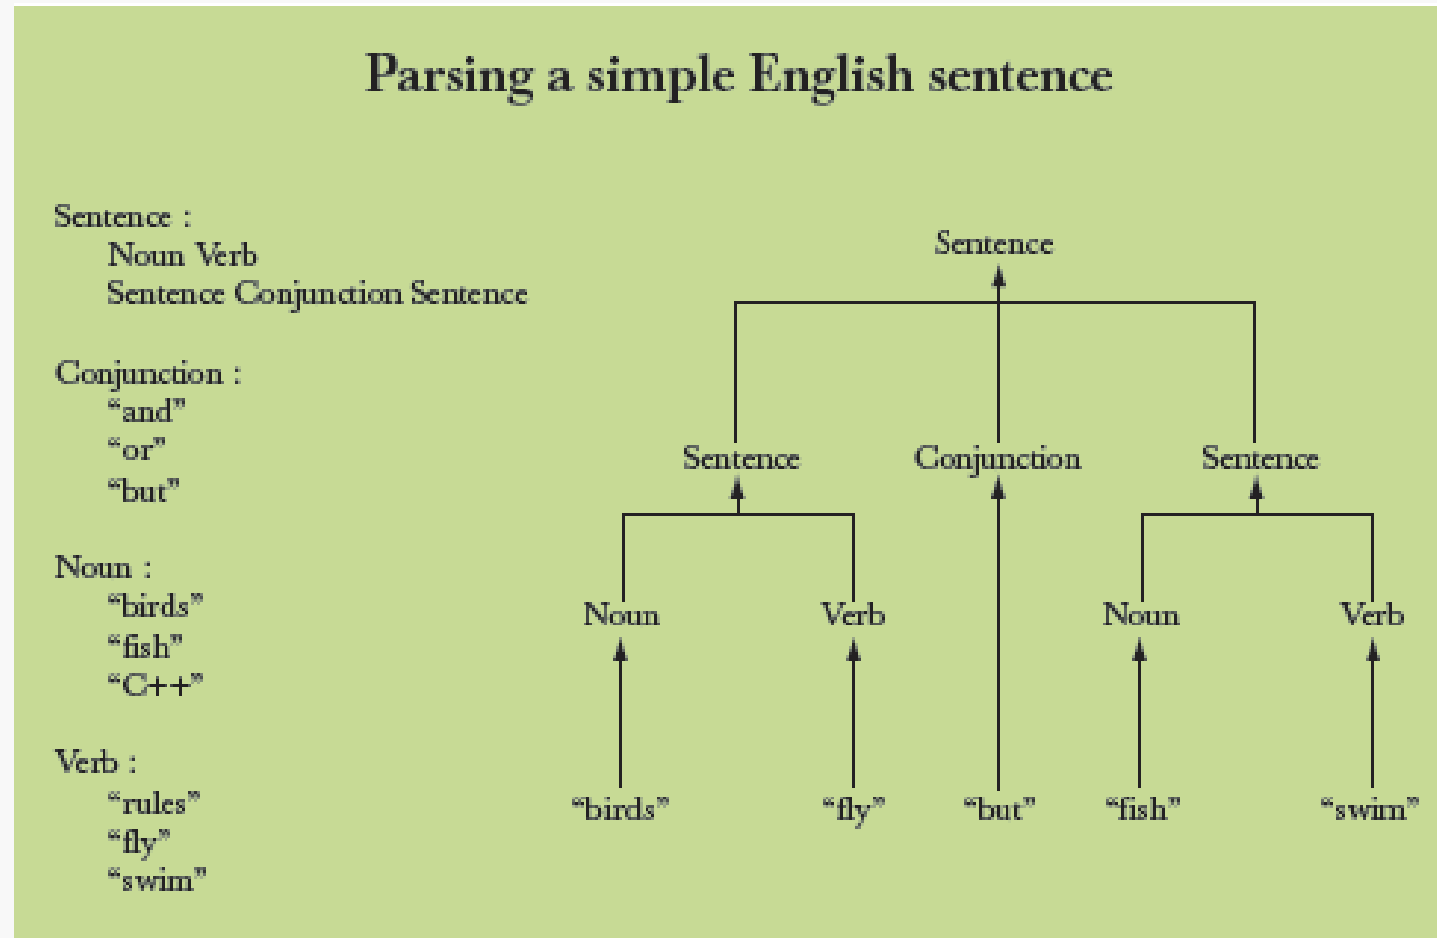 Parsing a simple English sentence
Sentence :
Noun Verb
Sentence Conjunction Sentence
Conjunction :
“and”
“or”
“but”
Noun :
“birds”
“fish”
“C++”
Verb :
“rules”
“fly”
“swim”
Sentence
Sentence Conjunction Sentence
Noun Verb Noun Verb
“birds” “fly” “but” “fish” “swim”